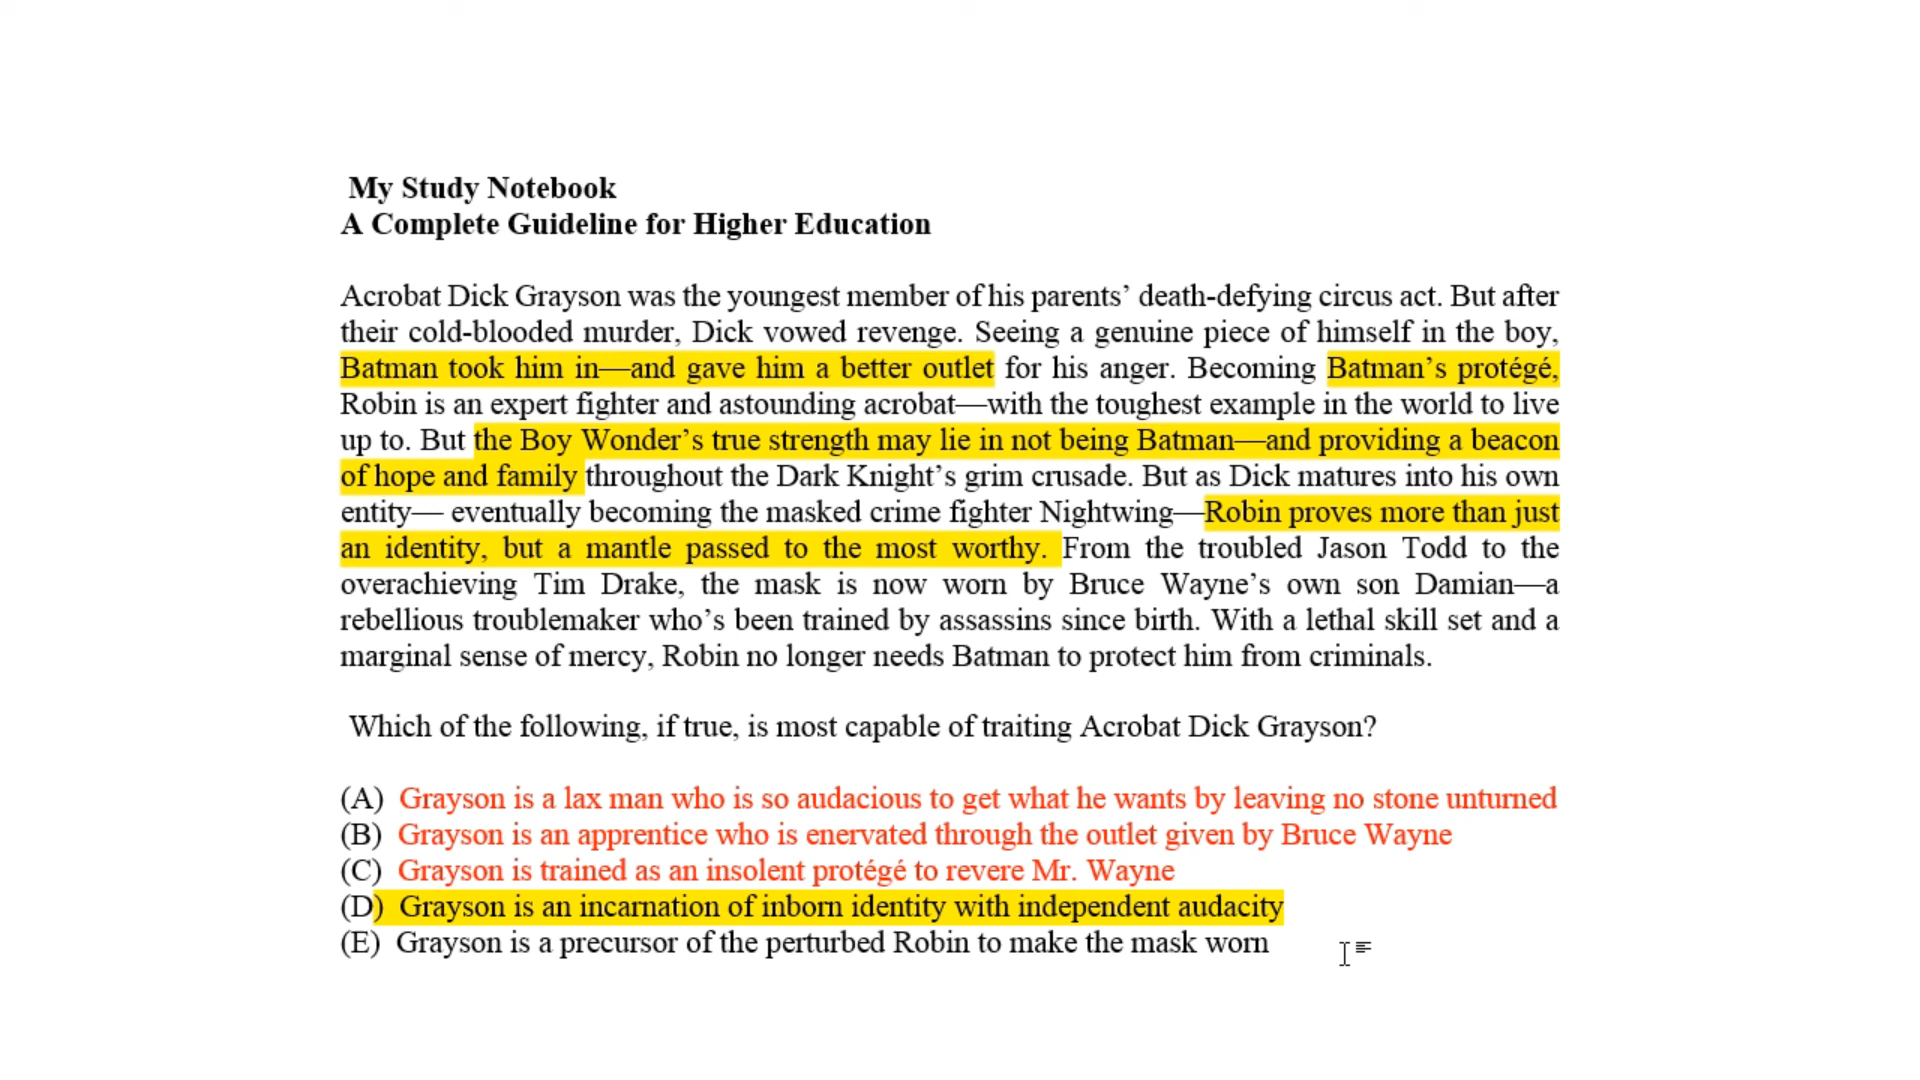 My Study Notebook
A Complete Guideline for Higher Education
Acrobat Dick Grayson was the youngest member of his parents’ death-defying circus act. But after
their cold-blooded murder, Dick vowed revenge. Seeing a genuine piece of himself in the boy,
Batman took him in—and gave him a better outlet for his anger. Becoming Batman’s protégé,
Robin is an expert fighter and astounding acrobat—with the toughest example in the world to live
up to. But the Boy Wonder’s true strength may lie in not being Batman—and providing a beacon
of hope and family throughout the Dark Knight’s grim crusade. But as Dick matures into his own
entity— eventually becoming the masked crime fighter Nightwing—Robin proves more than just
an identity, but a mantle passed to the most worthy. From the troubled Jason Todd to the
overachieving Tim Drake, the mask is now worn by Bruce Wayne’s own son Damian—a
rebellious troublemaker who’s been trained by assassins since birth. With a lethal skill set and a
marginal sense of mercy, Robin no longer needs Batman to protect him from criminals.
Which of the following, if true, is most capable of traiting Acrobat Dick Grayson?
(A) Grayson is a lax man who is so audacious to get what he wants by leaving no stone unturned
(B) Grayson is an apprentice who is enervated through the outlet given by Bruce Wayne
(C) Grayson is trained as an insolent protégé to revere Mr. Wayne
(D) Grayson is an incarnation of inborn identity with independent audacity
(E) Grayson is a precursor of the perturbed Robin to make the mask worn